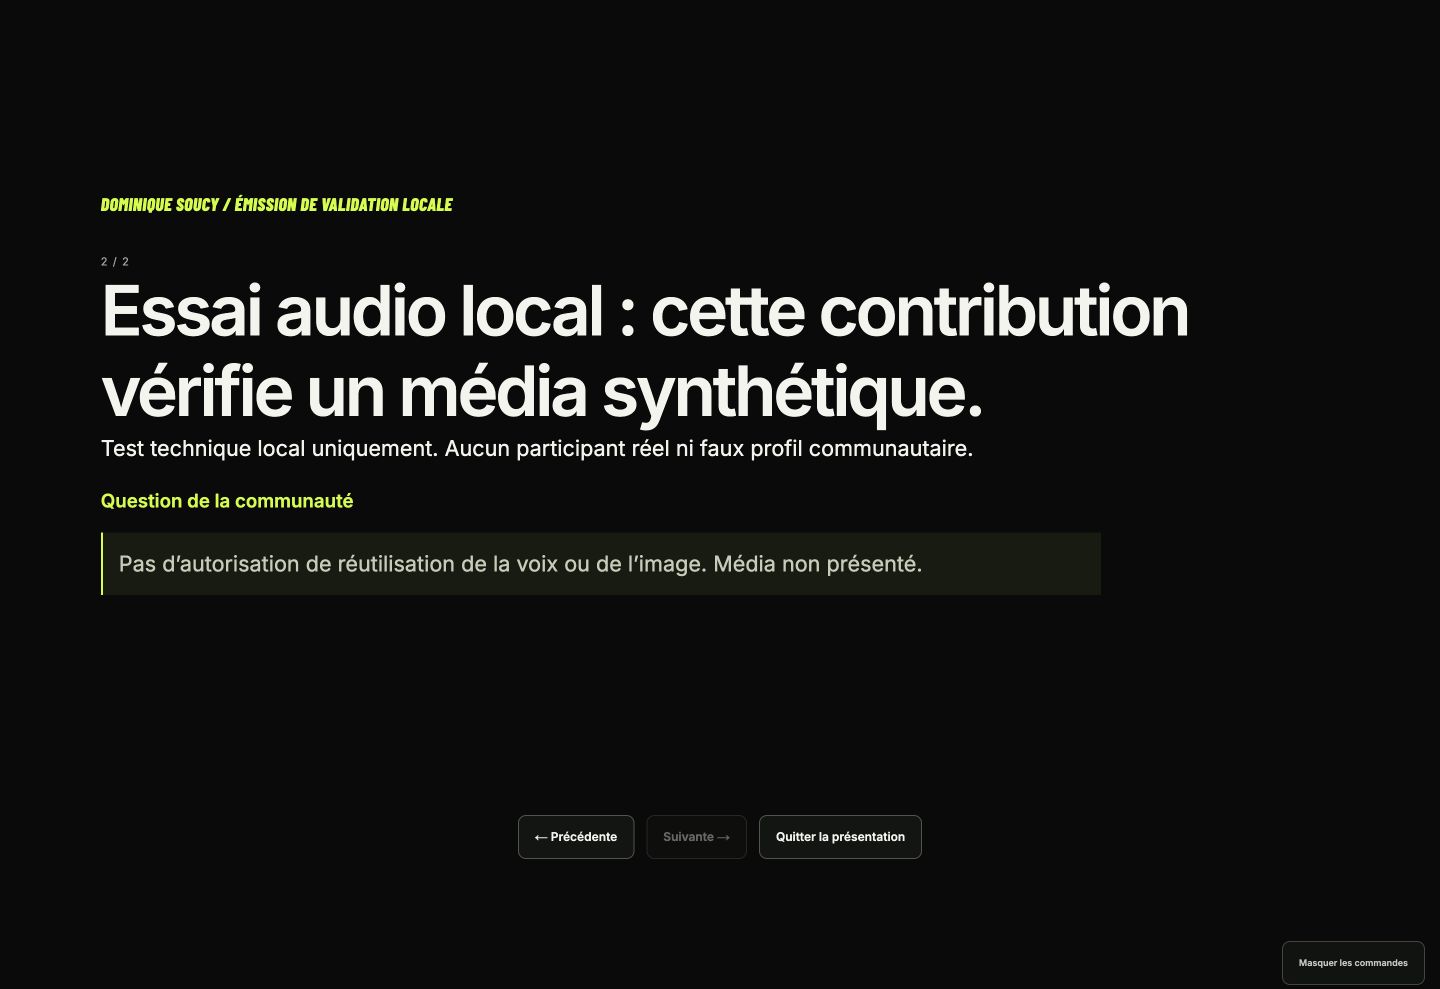 DOMINIQUE SOUCY / ÉMISSION DE VALIDATION LOCALE
2 / 2
Essai audio local : cette contribution
vérifie un média synthétique.
Test technique local uniquement. Aucun participant réel ni faux profil communautaire.
Question de la communauté
Pas d’autorisation de réutilisation de la voix ou de l’image. Média non présenté.
← Précédente
Suivante →
Quitter la présentation
Masquer les commandes